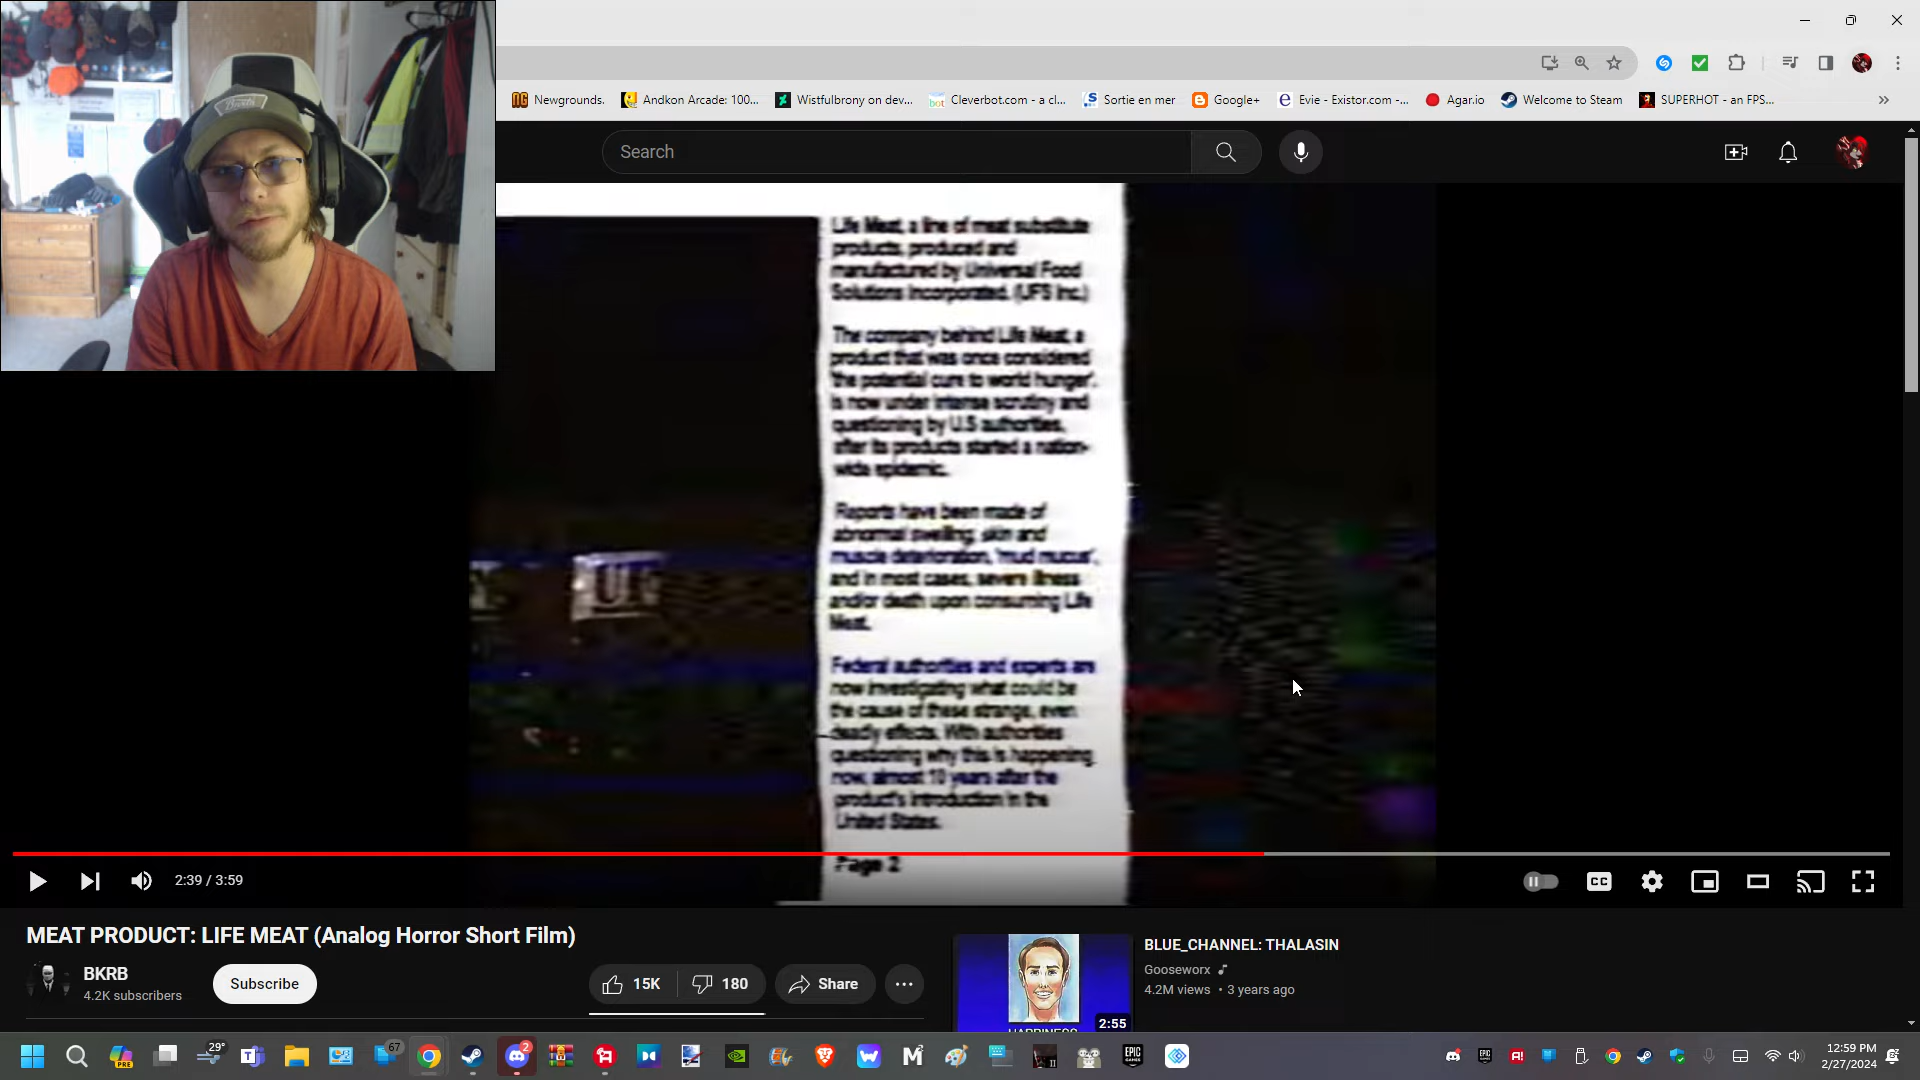 Newgrounds.
Andkon Arcade: 100...
Wistfulbrony on dev...
Cleverbot.com - a cl...
Sortie en mer
Google+
Evie - Existor.com -...
Agar.io
Welcome to Steam
SUPERHOT - an FPS...
Search
Life Meat, a line of meat substitute
products, produced and
manufactured by Universal Food
Solutions Incorporated. (UFS Inc.)
The company behind Life Meat, a
product that was once considered
'the potential cure to world hunger'.
is now under intense scrutiny and
questioning by U.S authorities,
after its products started a nation-
wide epidemic.
Reports have been made of
abnormal swelling, skin and
muscle deterioration, 'mud mucus',
and in most cases, severe illness
and/or death upon consuming Life
Meat.
Federal authorities and experts are
now investigating what could be
the cause of these strange, even
deadly effects. With authorities
questioning why this is happening
now, almost 10 years after the
product's introduction in the
United States.
Page 2
2:39 / 3:59
CC
MEAT PRODUCT: LIFE MEAT (Analog Horror Short Film)
BKRB
4.2K subscribers
Subscribe
15K
180
Share
BLUE_CHANNEL: THALASIN
Gooseworx
4.2M views • 3 years ago
2:55
HAPPINESS
29°
67
2
EPIC
12:59 PM
2/27/2024